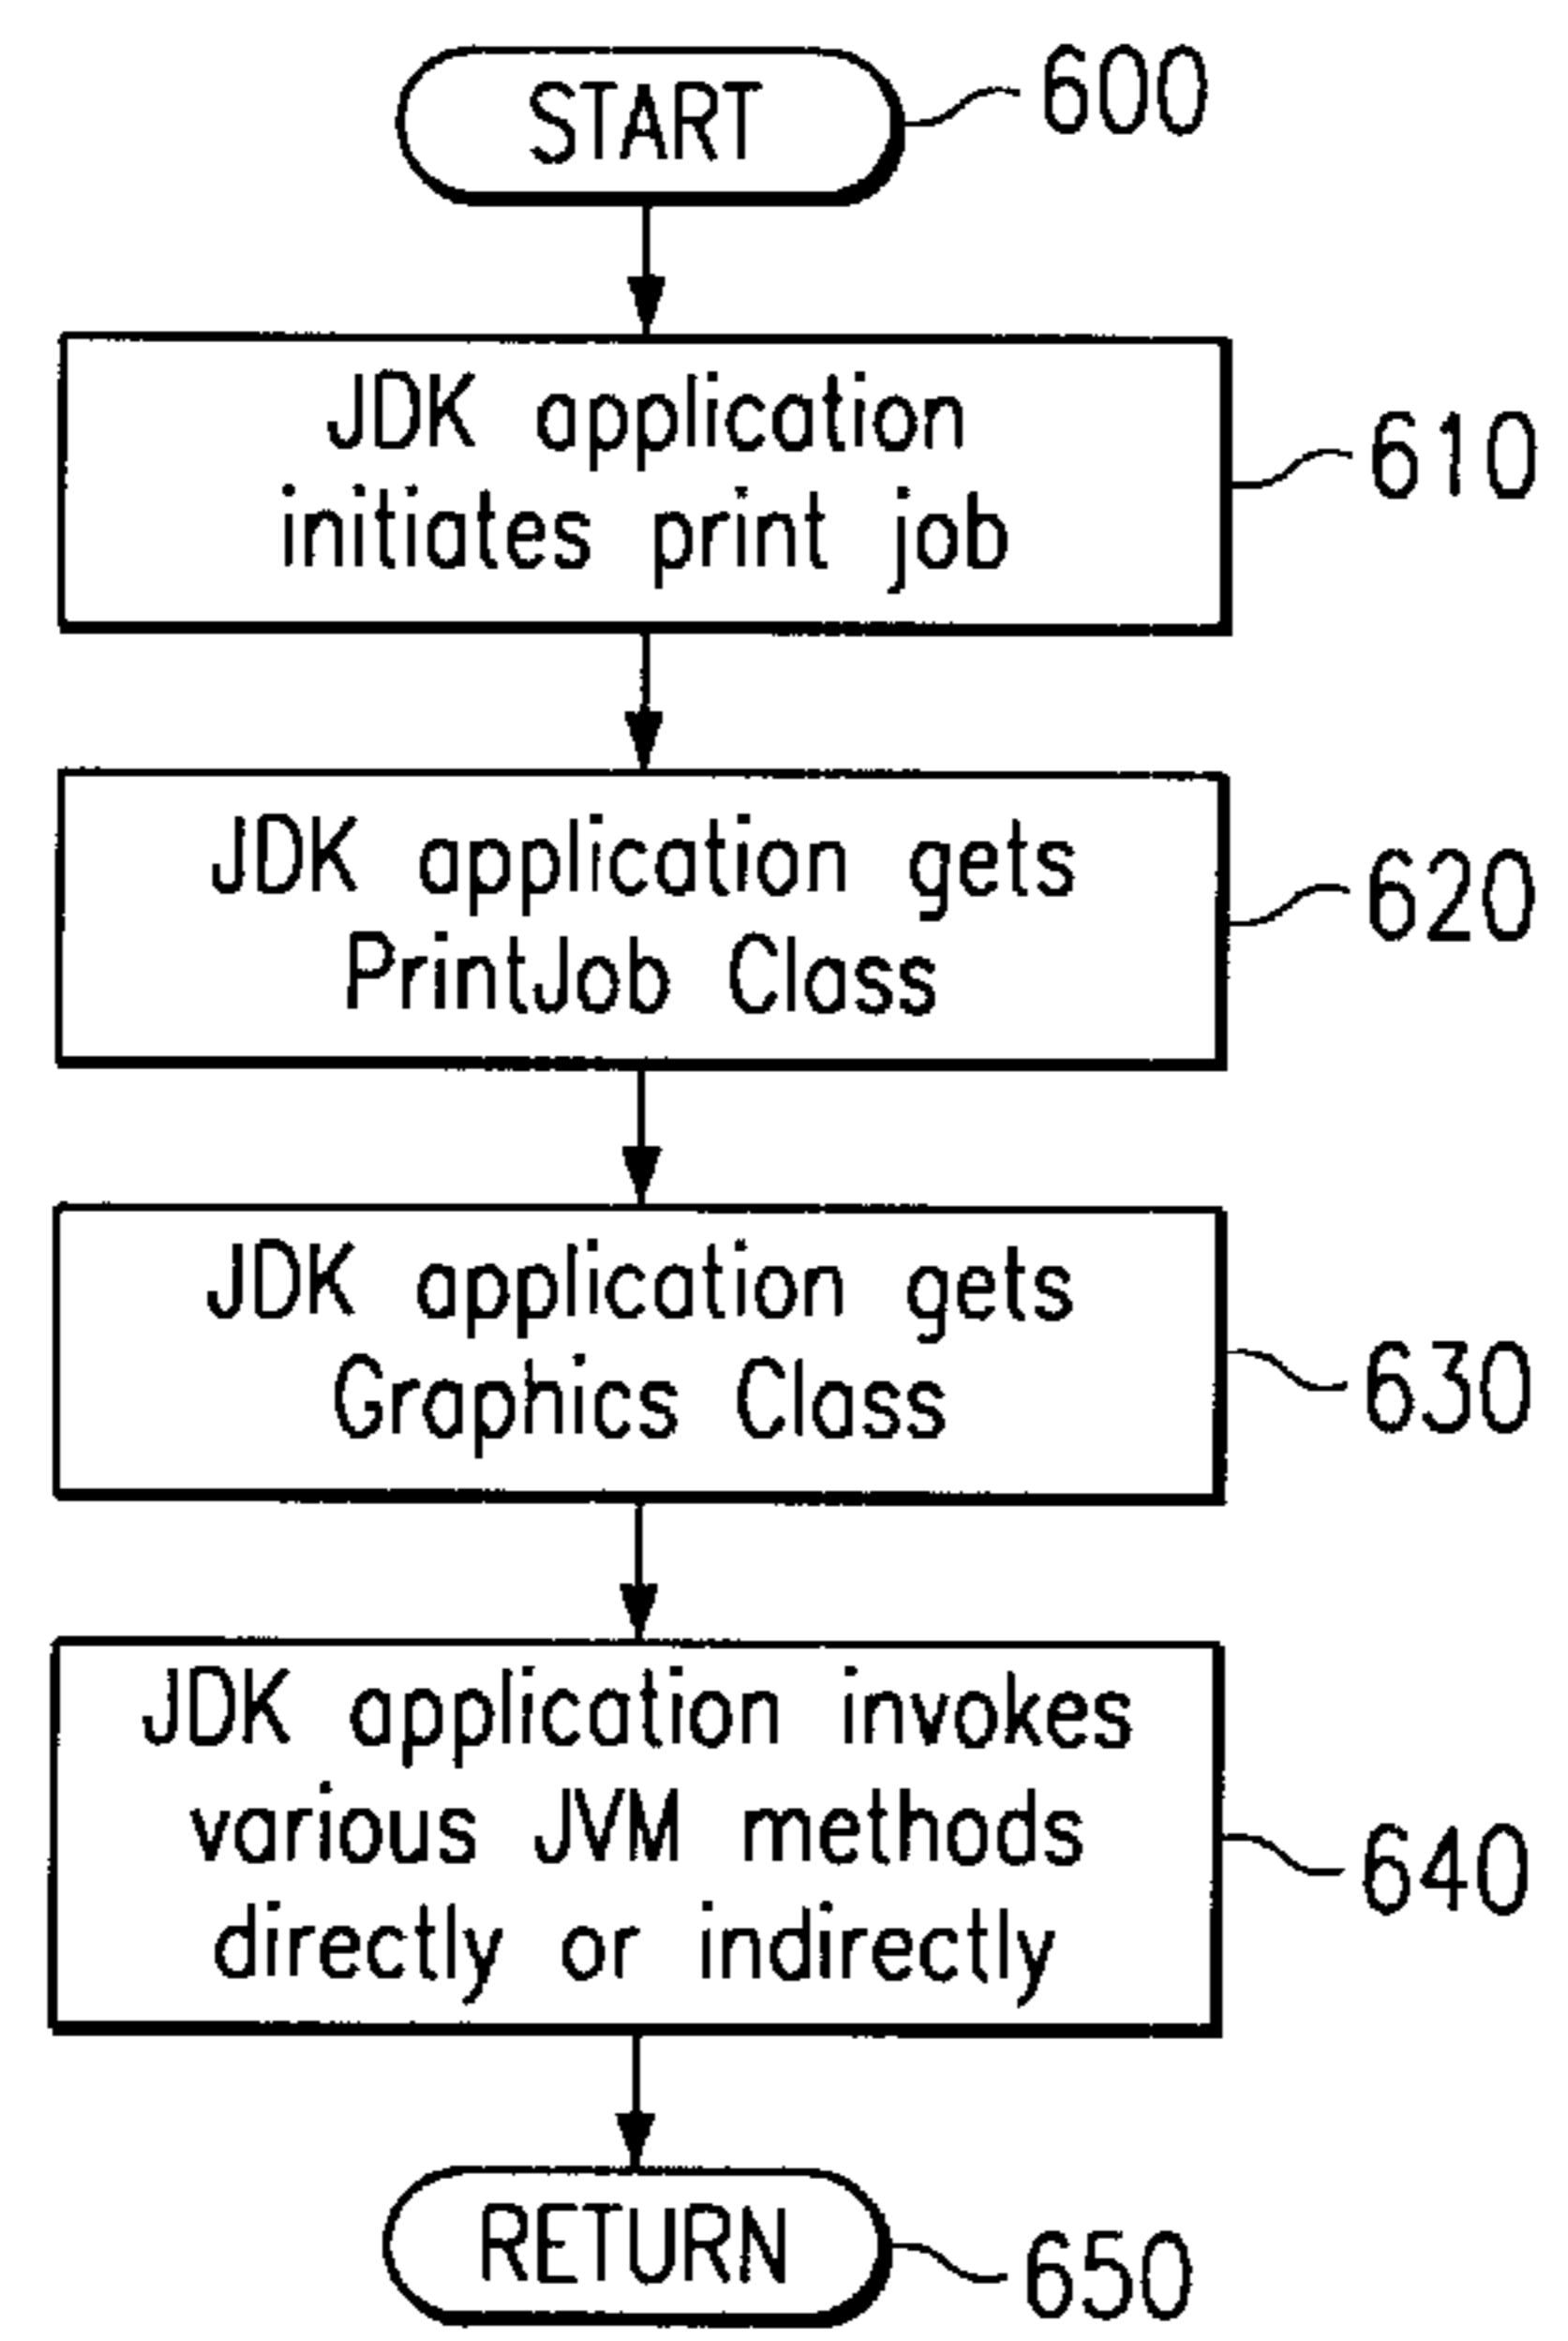 START
600
JDK application
initiates print job
610
JDK application gets
PrintJob Class
620
JDK application gets
Graphics Class
630
JDK application invokes
various JVM methods
directly or indirectly
640
RETURN
650